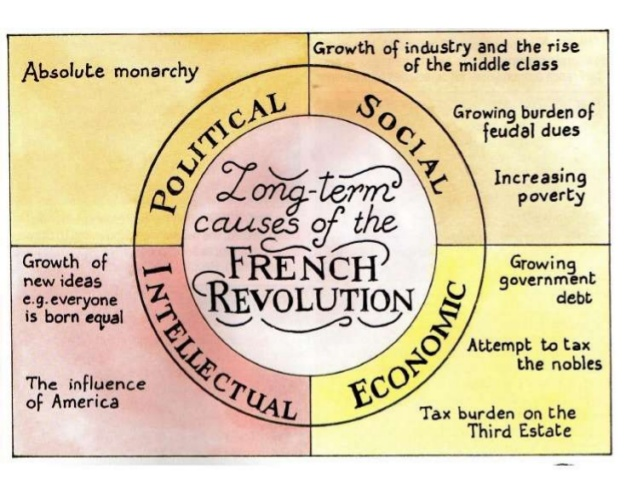 Absolute monarchy
POLITICAL
Growth of industry and the rise
of the middle class
Growing burden of
feudal dues
Increasing
poverty
SOCIAL
Long-term
causes of the
FRENCH
REVOLUTION
Growth of
new ideas
e.g. everyone
is born equal
The influence
of America
INTELLECTUAL
Growing
government
debt
Attempt to tax
the nobles
Tax burden on the
Third Estate
ECONOMIC